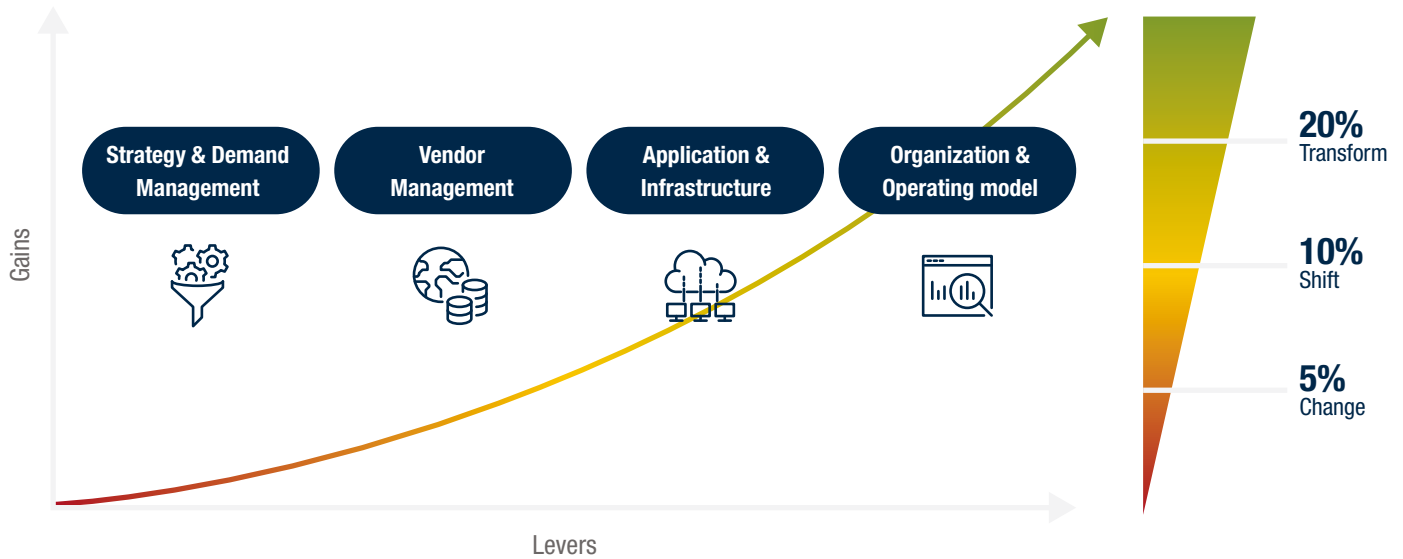 Gains
Strategy & Demand
Management
Vendor
Management
Application &
Infrastructure
Organization &
Operating model
Levers
20%
Transform
10%
Shift
5%
Change